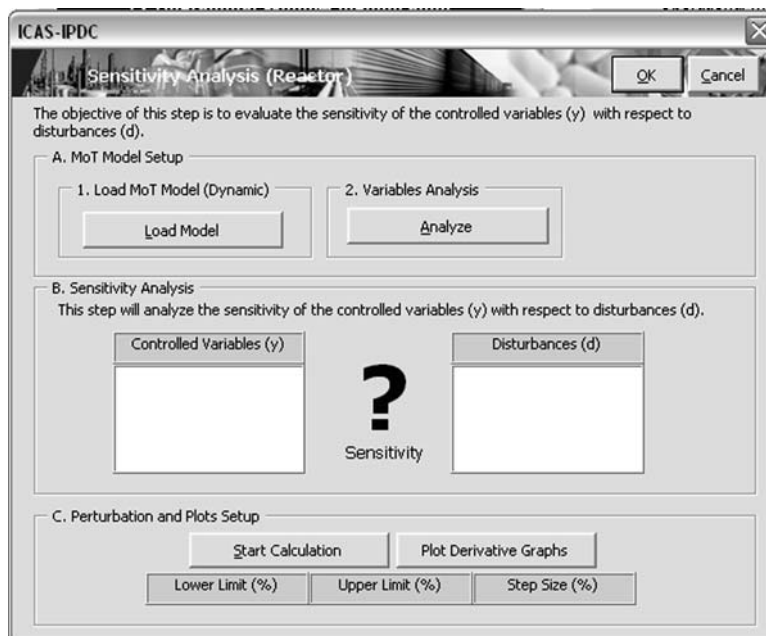 ICAS-IPDC
Sensitivity Analysis (Reactor)
OK
Cancel
The objective of this step is to evaluate the sensitivity of the controlled variables (y) with respect to
disturbances (d).
A. MoT Model Setup
1. Load MoT Model (Dynamic)
2. Variables Analysis
Load Model
Analyze
B. Sensitivity Analysis
This step will analyze the sensitivity of the controlled variables (y) with respect to disturbances (d).
Controlled Variables (y)
Disturbances (d)
?
Sensitivity
C. Perturbation and Plots Setup
Start Calculation
Plot Derivative Graphs
Lower Limit (%)
Upper Limit (%)
Step Size (%)